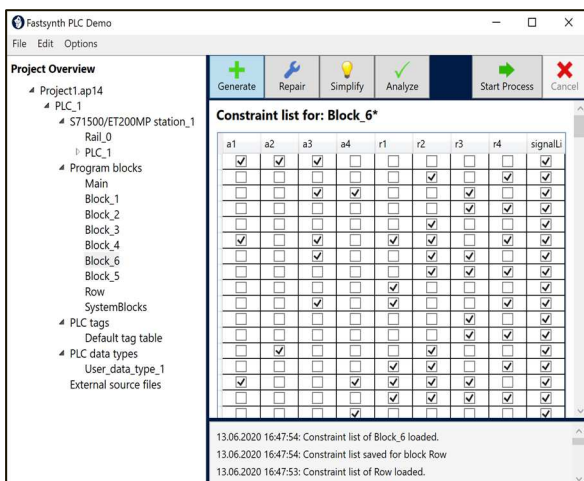 Fastsynth PLC Demo
File Edit Options
Project Overview
Project1.ap14
PLC_1
S71500/ET200MP station_1
Rail_0
PLC_1
Program blocks
Main
Block_1
Block_2
Block_3
Block_4
Block_6
Block_5
Row
SystemBlocks
PLC tags
Default tag table
PLC data types
User_data_type_1
External source files
Generate Repair Simplify Analyze Start Process Cancel
Constraint list for: Block_6*
a1 a2 a3 a4 r1 r2 r3 r4 signalLi
13.06.2020 16:47:54: Constraint list of Block_6 loaded.
13.06.2020 16:47:54: Constraint list saved for block Row
13.06.2020 16:47:53: Constraint list of Row loaded.